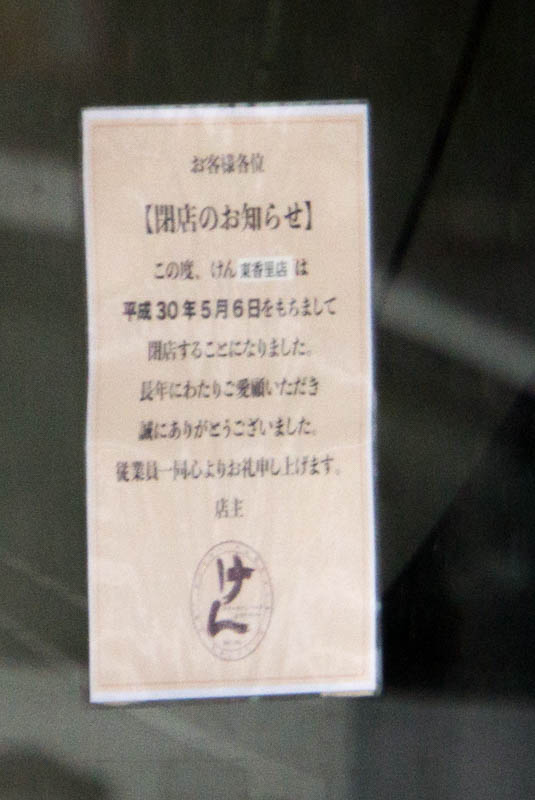 お客様各位
【閉店のお知らせ】
この度、けん東香里店は
平成30年5月6日をもちまして
閉店することになりました。
長年にわたりご愛顧いただき
誠にありがとうございました。
従業員一同心よりお礼申し上げます。
店主
けん